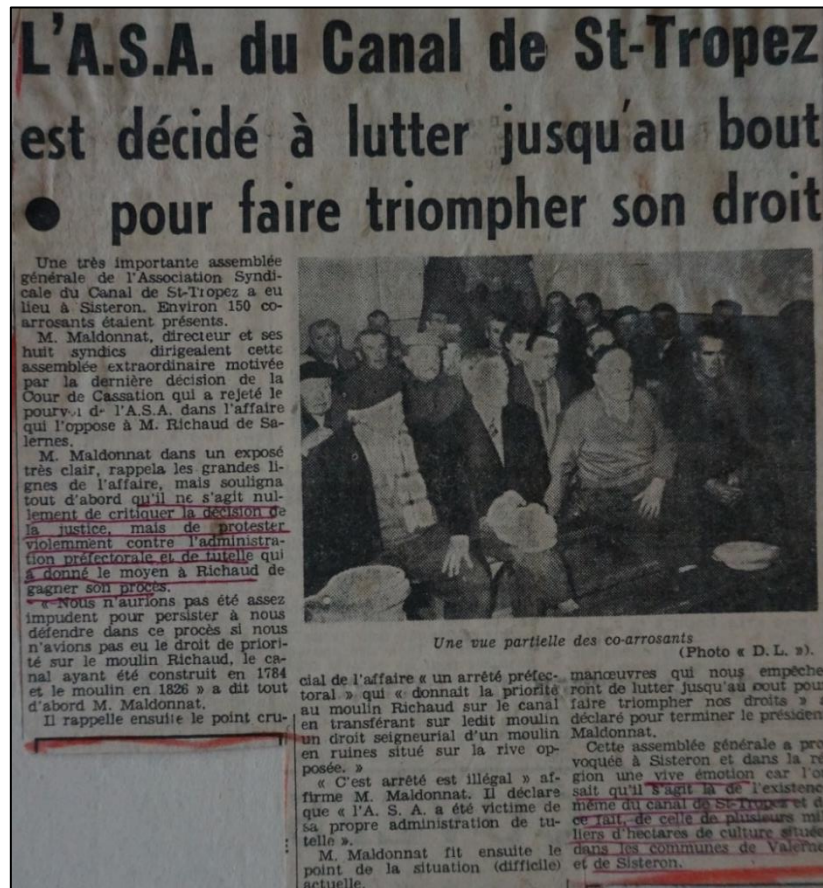 L'A.S.A. du Canal de St-Tropez
est décidé à lutter jusqu'au bout
● pour faire triompher son droit
Une très importante assemblée
générale de l'Association Syndi-
cale du Canal de St-Tropez a eu
lieu à Sisteron. Environ 150 co-
arrosants étaient présents.
M. Maldonnat, directeur et ses
huit syndics dirigeaient cette
assemblée extraordinaire motivée
par la dernière décision de la
Cour de Cassation qui a rejeté le
de l'A.S.A. dans l'affaire
qui l'oppose à M. Richaud de Sa-
lernes.
M. Maldonnat dans un exposé
très clair, rappela les grandes li-
gnes de l'affaire, mais souligna
tout d'abord qu'il ne s'agit nul-
lement de critiquer la décision de
la justice, mais de protester
violemment contre l'administra-
tion préfectorale et de tutelle qui
a donné le moyen à Richaud de
gagner son procès.
« Nous n'aurions pas été assez
impudent pour persister à nous
défendre dans ce procès si nous
n'avions pas eu le droit de priori-
té sur le moulin Richaud, le ca-
nal ayant été construit en 1784
et le moulin en 1826 » a dit tout
d'abord M. Maldonnat.
Il rappelle ensuite le point cru-
Une vue partielle des co-arrosants
(Photo « D. L. »).
cial de l'affaire « un arrêté préfec-
toral » qui « donnait la priorité
au moulin Richaud sur le canal
en transférant sur ledit moulin
un droit seigneurial d'un moulin
en ruines situé sur la rive op-
posée. »
« C'est arrêté est illégal » af-
firme M. Maldonnat. Il déclare
que « l'A. S. A. a été victime de
sa propre administration de tu-
telle ».
M. Maldonnat fit ensuite le
point de la situation (difficile)
actuelle.
manœuvres qui nous empêche
ront de lutter jusqu'au bout pour
faire triompher nos droits » a
déclaré pour terminer le président
Maldonnat.
Cette assemblée générale a pro
voquée à Sisteron et dans la ré
gion une vive émotion car l'o
sait qu'il s'agit là de l'existenc
même du canal de St-Tropez et d
ce fait, de celle de plusieurs mil
liers d'hectares de culture située
dans les communes de Valerne
et de Sisteron.